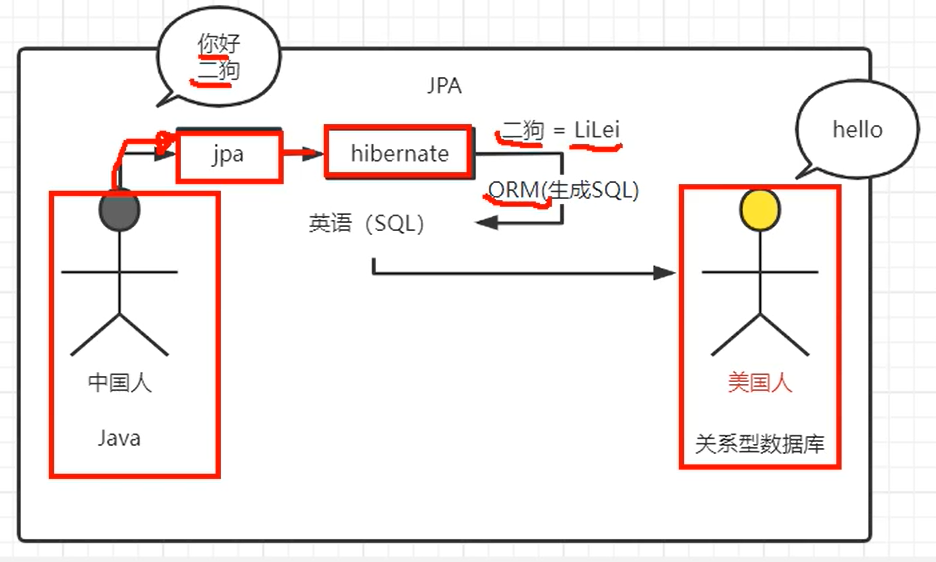 你好
二狗
JPA
hello
jpa
hibernate
二狗 = LiLei
ORM(生成SQL)
英语（SQL）
中国人
Java
美国人
关系型数据库